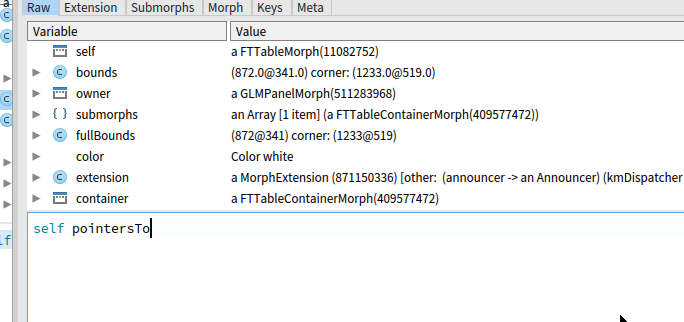 Raw Extension Submorphs Morph Keys Meta
Variable Value
self a FTTableMorph(11082752)
bounds (872.0@341.0) corner: (1233.0@519.0)
owner a GLMPanelMorph(511283968)
submorphs an Array [1 item] (a FTTableContainerMorph(409577472))
fullBounds (872@341) corner: (1233@519)
color Color white
extension a MorphExtension (871150336) [other: (announcer -> an Announcer) (kmDispatcher
container a FTTableContainerMorph(409577472)
self pointersTo